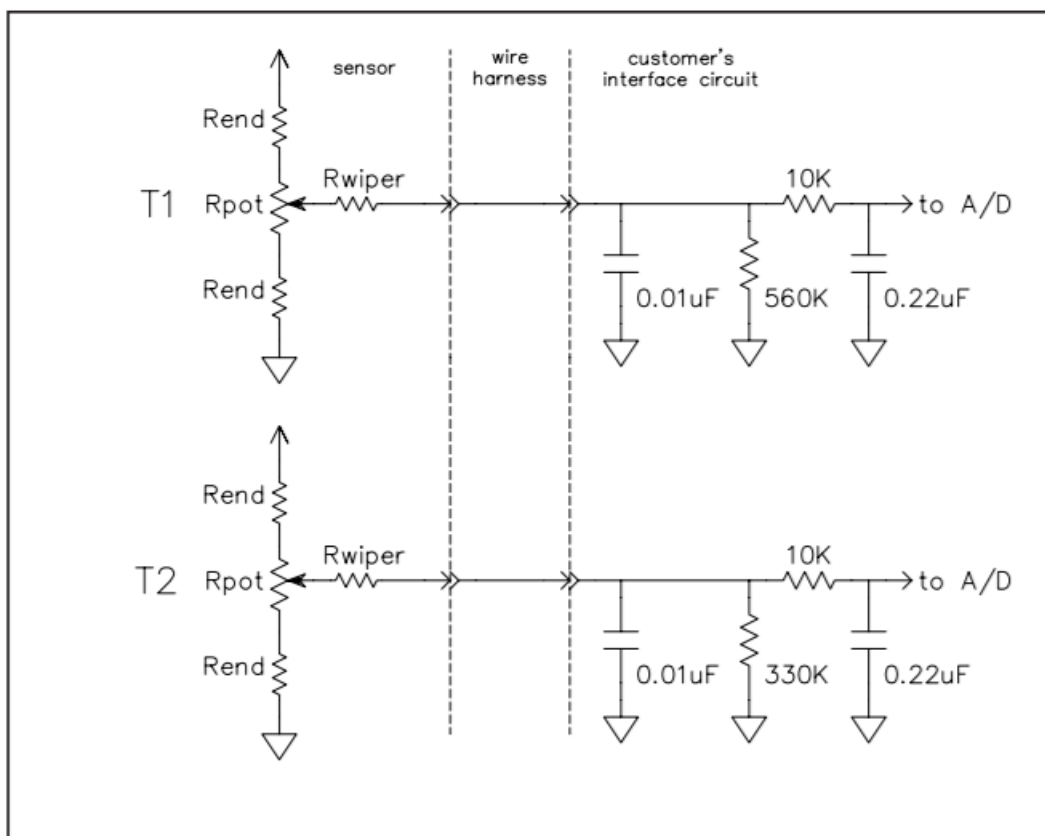 sensor
wire
harness
customer's
interface circuit
Rend
T1 Rpot Rwiper 10K to A/D
Rend 0.01uF 560K 0.22uF
Rend
T2 Rpot Rwiper 10K to A/D
Rend 0.01uF 330K 0.22uF